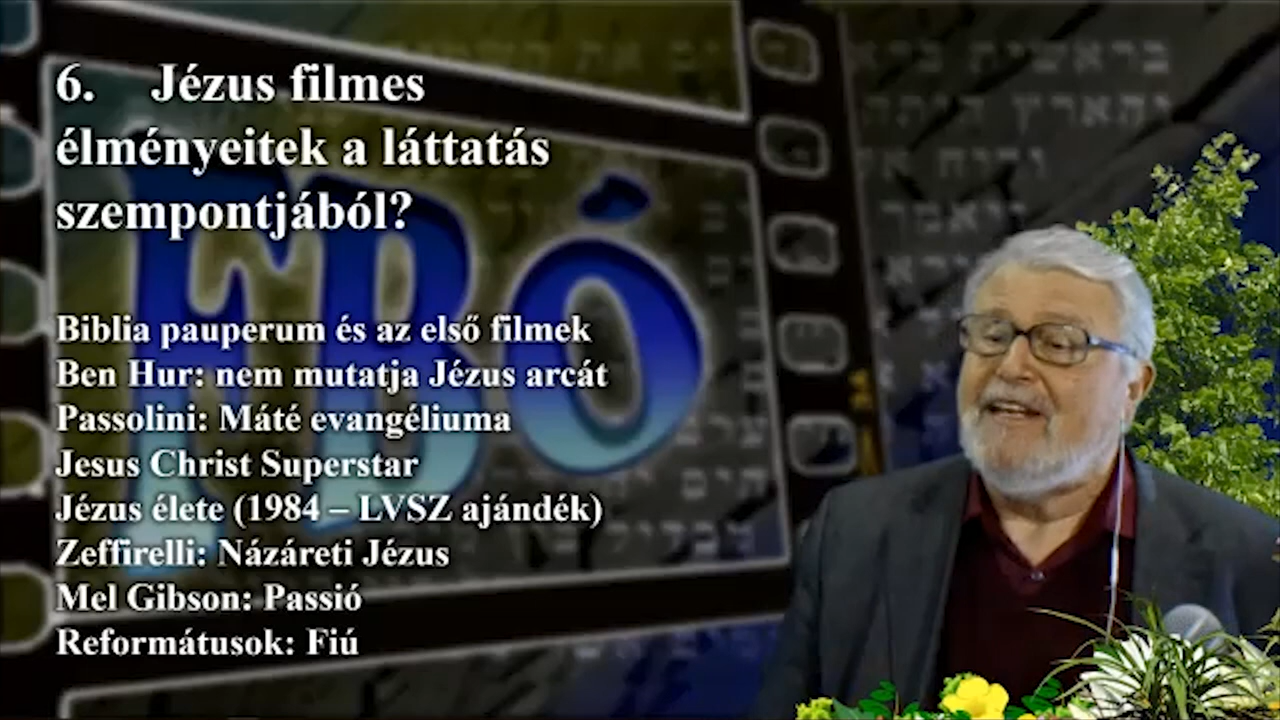 6. Jézus filmes
élményeitek a láttatás
szempontjából?
Biblia pauperum és az első filmek
Ben Hur: nem mutatja Jézus arcát
Passolini: Máté evangéliuma
Jesus Christ Superstar
Jézus élete (1984 – LVSZ ajándék)
Zeffirelli: Názáreti Jézus
Mel Gibson: Passió
Reformátusok: Fiú
FBÓ